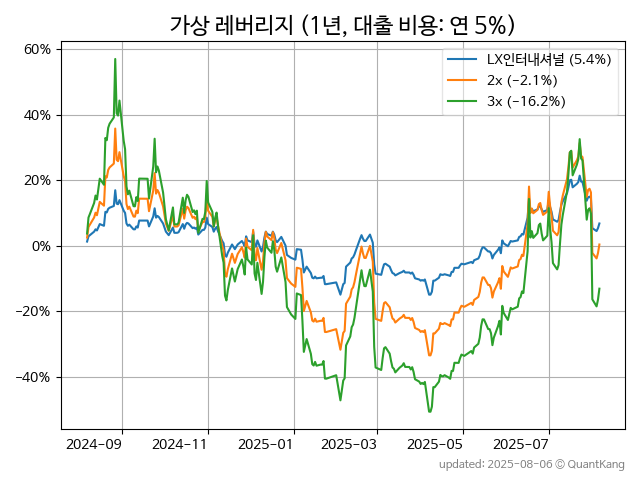 가상 레버리지 (1년, 대출 비용: 연 5%)
LX인터내셔널 (5.4%)
2x (−2.1%)
3x (−16.2%)
60%
40%
20%
0%
−20%
−40%
2024-09 2024-11 2025-01 2025-03 2025-05 2025-07
updated: 2025-08-06 © QuantKang